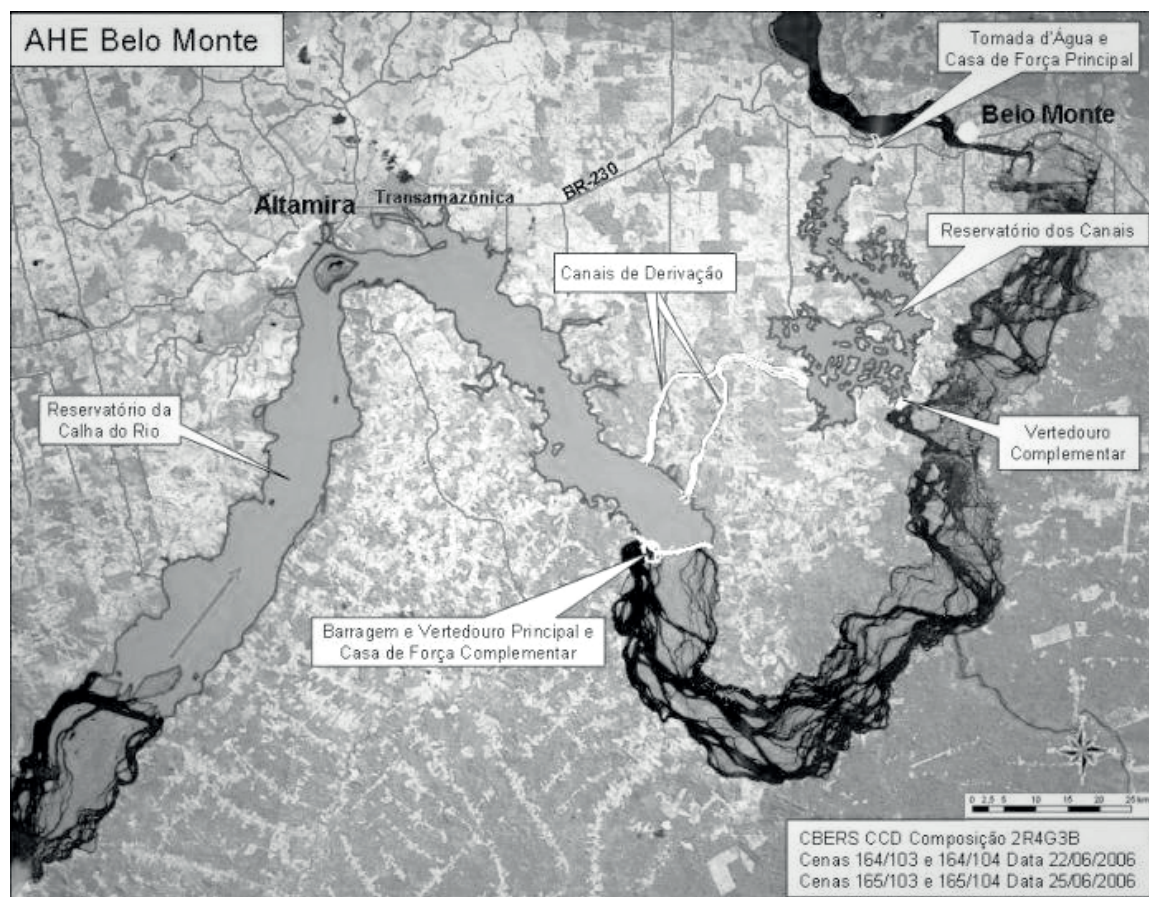 AHE Belo Monte
Tomada d'Água e
Casa de Força Principal
Belo Monte
BR-230
Transamazónica
Altamira
Reservatório dos Canais
Canais de Derivação
Reservatório da
Calha do Rio
Vertedouro
Complementar
Barragem e Vertedouro Principal e
Casa de Força Complementar
0 2,5 5 10 15 20 25 km
CBERS CCD Composição 2R4G3B
Cenas 164/103 e 164/104 Data 22/06/2006
Cenas 165/103 e 165/104 Data 25/06/2006